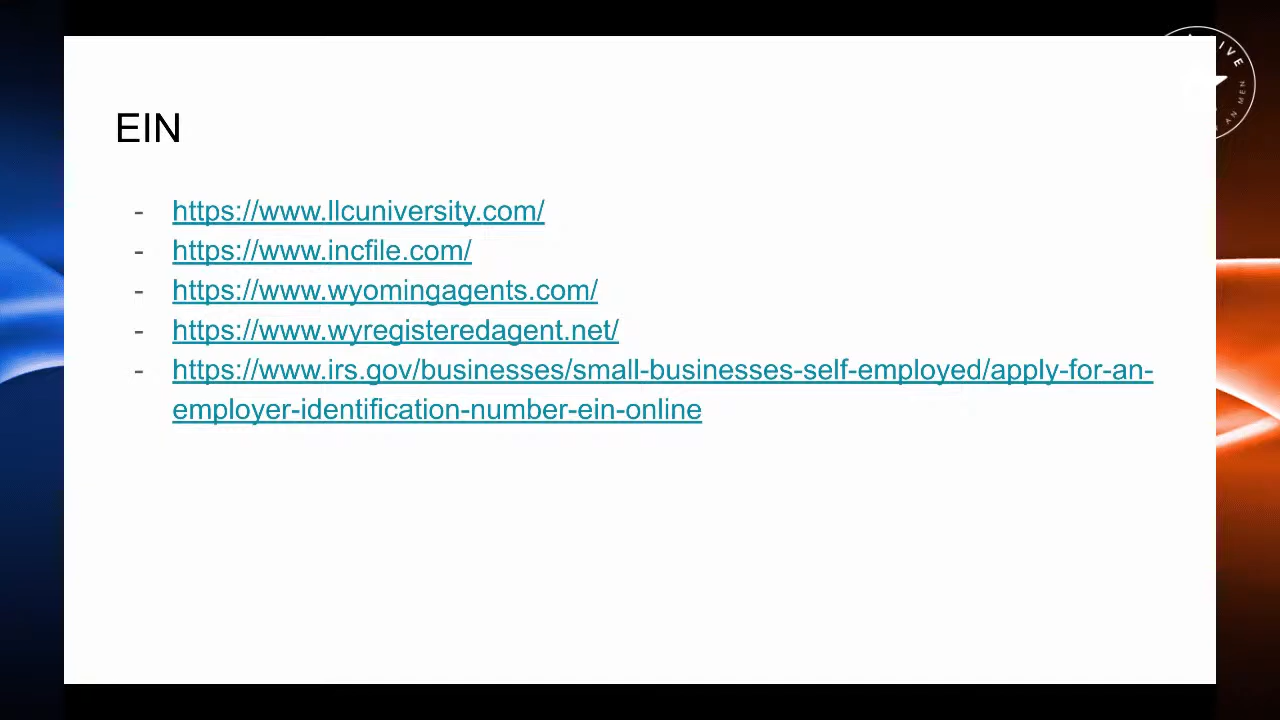 EIN
- https://www.llcuniversity.com/
- https://www.incfile.com/
- https://www.wyomingagents.com/
- https://www.wyregisteredagent.net/
- https://www.irs.gov/businesses/small-businesses-self-employed/apply-for-an-
employer-identification-number-ein-online